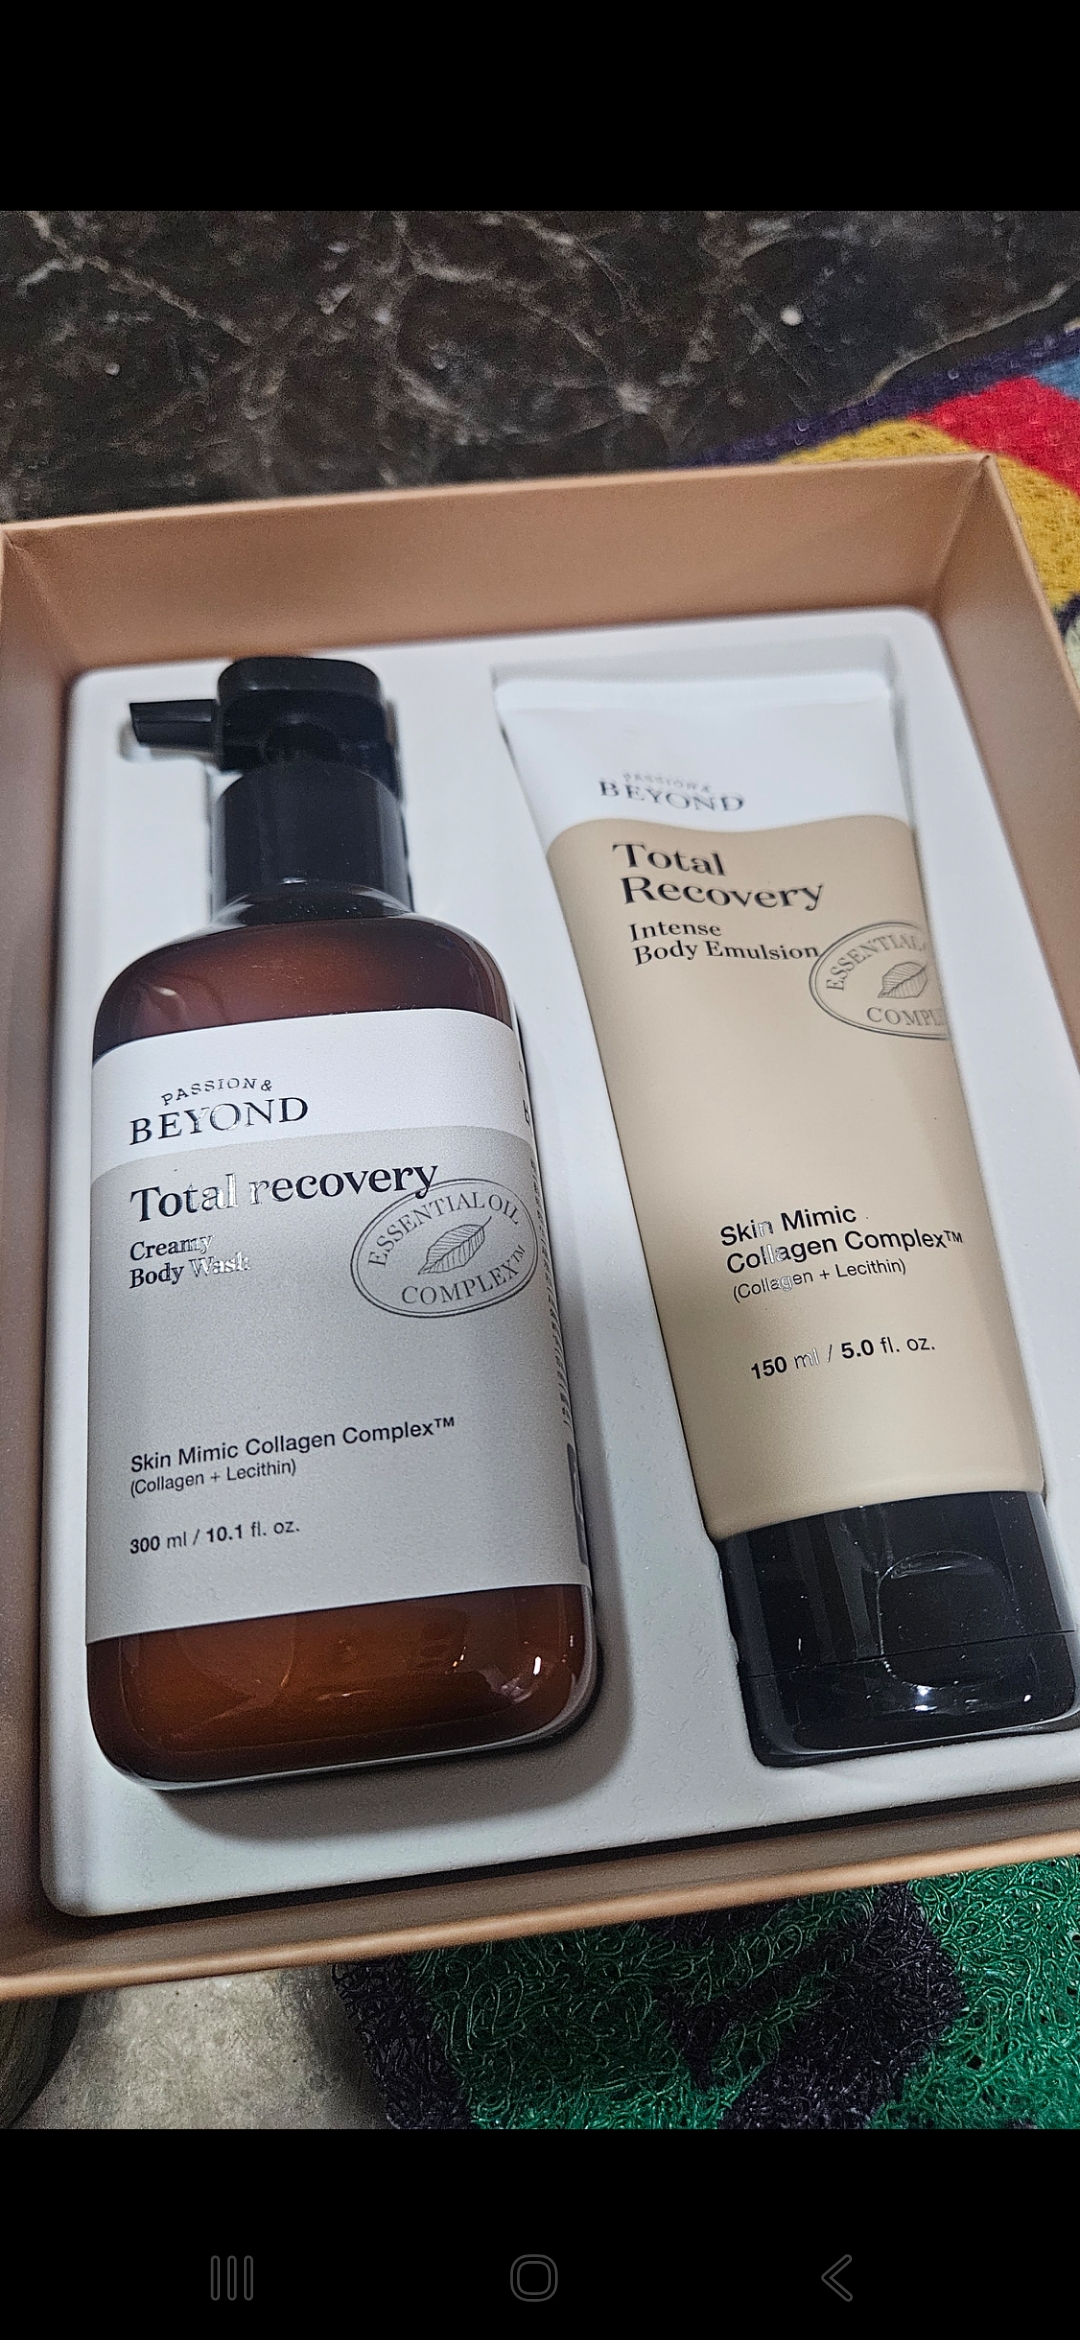 PASSION &
BEYOND
Total recovery
Creamy
Body Wash
ESSENTIAL OIL
COMPLEX™
Skin Mimic Collagen Complex™
(Collagen + Lecithin)
300 ml / 10.1 fl. oz.
PASSION &
BEYOND
Total
Recovery
Intense
Body Emulsion
ESSENTIAL
COMPL
Skin Mimic
Collagen Complex™
(Collagen + Lecithin)
150 ml / 5.0 fl. oz.